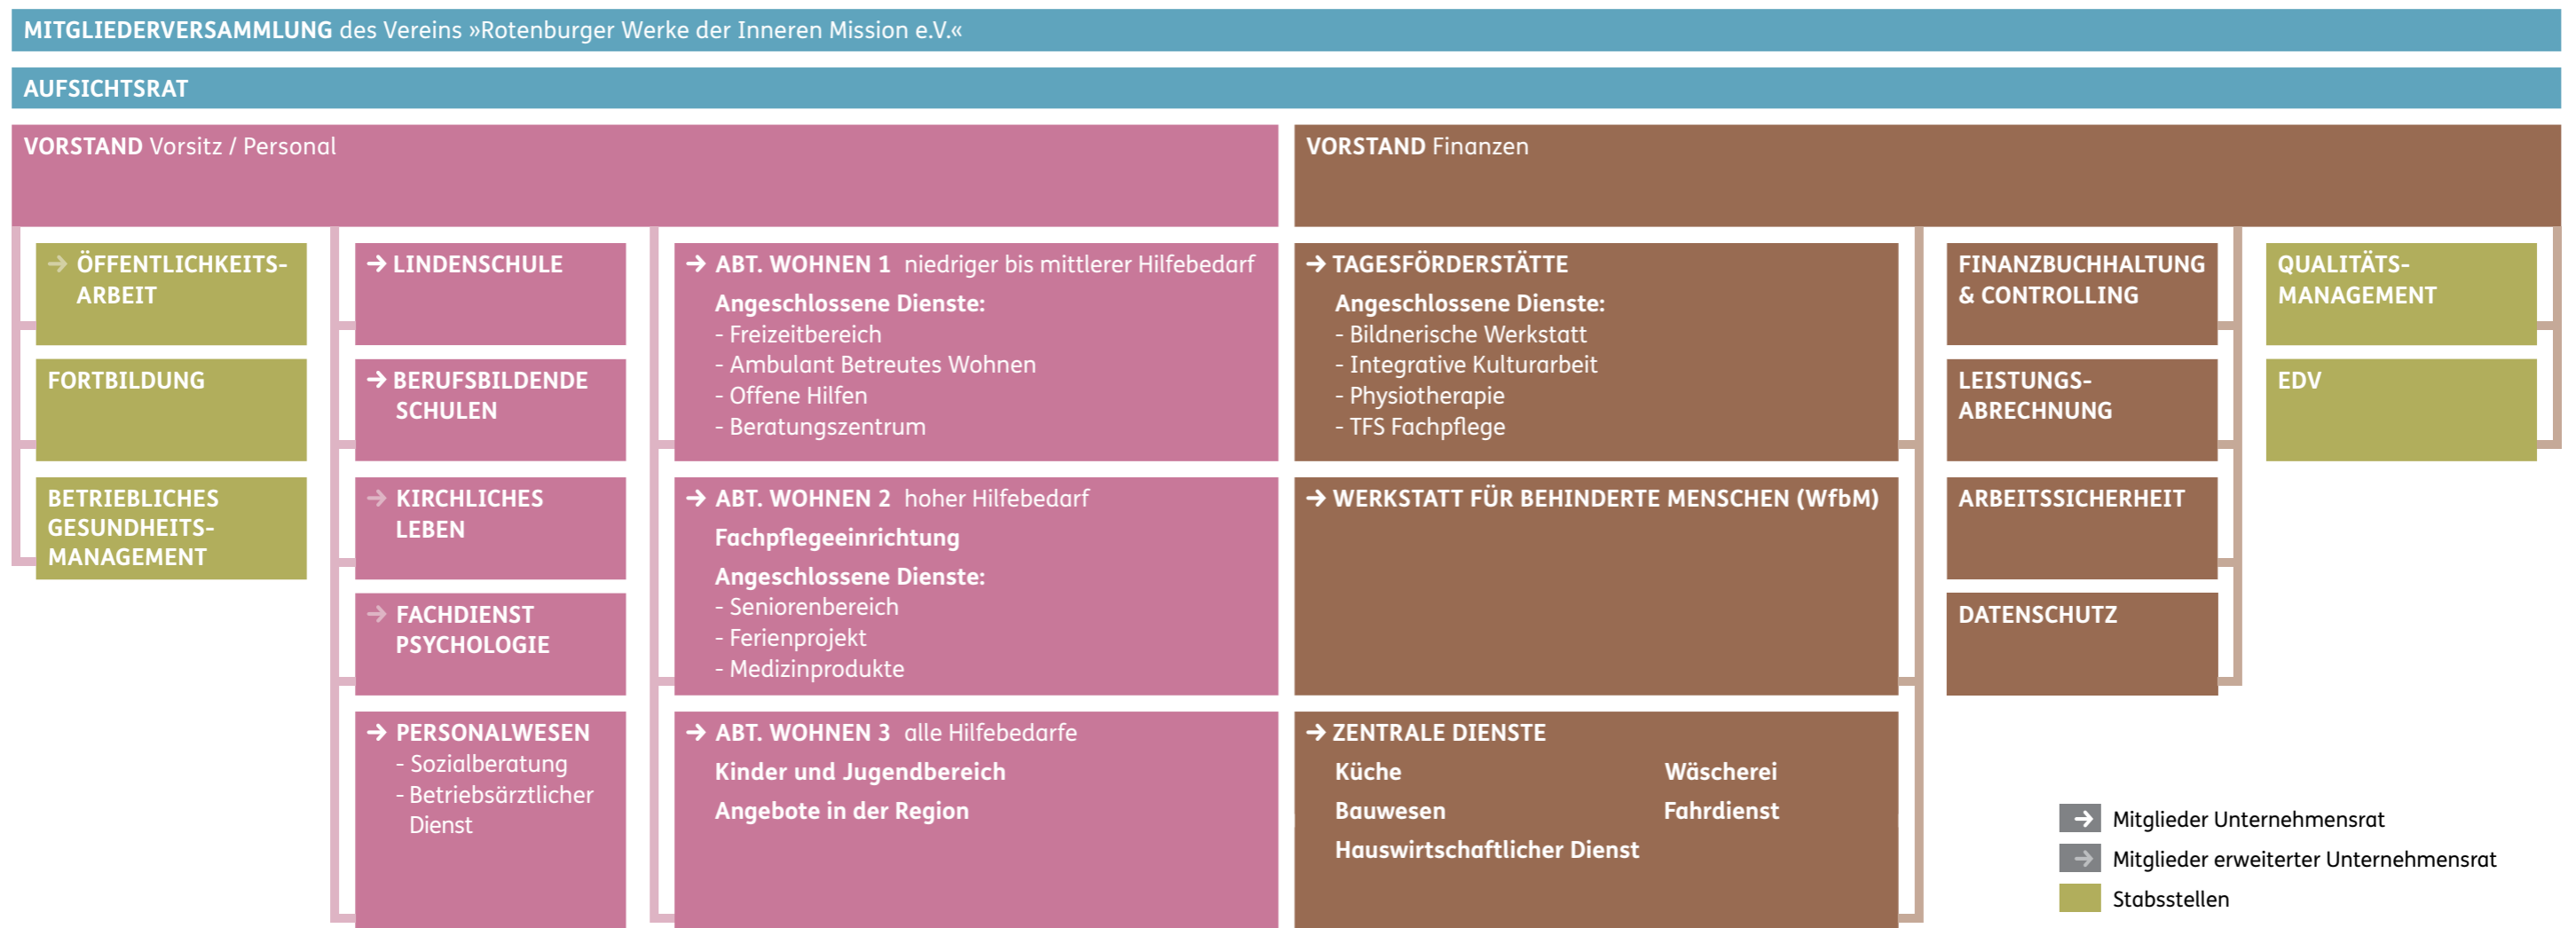 MITGLIEDERVERSAMMLUNG des Vereins »Rotenburger Werke der Inneren Mission e.V.«
AUFSICHTSRAT
VORSTAND Vorsitz / Personal
→ ÖFFENTLICHKEITS-
ARBEIT
FORTBILDUNG
BETRIEBLICHES
GESUNDHEITS-
MANAGEMENT
→ LINDENSCHULE
→ BERUFSBILDENDE
SCHULEN
→ KIRCHLICHES
LEBEN
→ FACHDIENST
PSYCHOLOGIE
→ PERSONALWESEN
- Sozialberatung
- Betriebsärztlicher
Dienst
→ ABT. WOHNEN 1 niedriger bis mittlerer Hilfebedarf
Angeschlossene Dienste:
- Freizeitbereich
- Ambulant Betreutes Wohnen
- Offene Hilfen
- Beratungszentrum
→ ABT. WOHNEN 2 hoher Hilfebedarf
Fachpflegeeinrichtung
Angeschlossene Dienste:
- Seniorenbereich
- Ferienprojekt
- Medizinprodukte
→ ABT. WOHNEN 3 alle Hilfebedarfe
Kinder und Jugendbereich
Angebote in der Region
VORSTAND Finanzen
→ TAGESFÖRDERSTÄTTE
Angeschlossene Dienste:
- Bildnerische Werkstatt
- Integrative Kulturarbeit
- Physiotherapie
- TFS Fachpflege
→ WERKSTATT FÜR BEHINDERTE MENSCHEN (WfbM)
→ ZENTRALE DIENSTE
Küche Wäscherei
Bauwesen Fahrdienst
Hauswirtschaftlicher Dienst
FINANZBUCHHALTUNG
& CONTROLLING
LEISTUNGS-
ABRECHNUNG
ARBEITSSICHERHEIT
DATENSCHUTZ
QUALITÄTS-
MANAGEMENT
EDV
→ Mitglieder Unternehmensrat
→ Mitglieder erweiterter Unternehmensrat
Stabsstellen